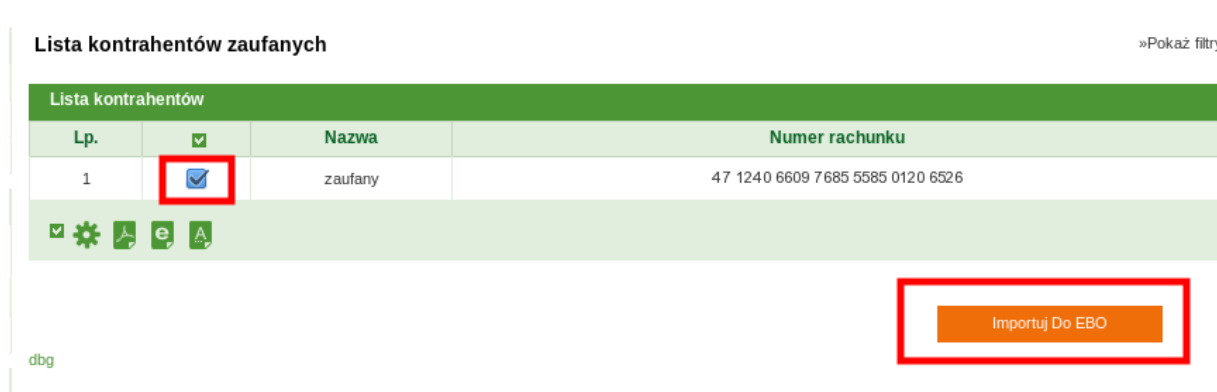 Lista kontrahentów zaufanych
»Pokaż filtry
Lista kontrahentów
Lp. Nazwa Numer rachunku
1 zaufany 47 1240 6609 7685 5585 0120 6526
Importuj Do EBO
dbg